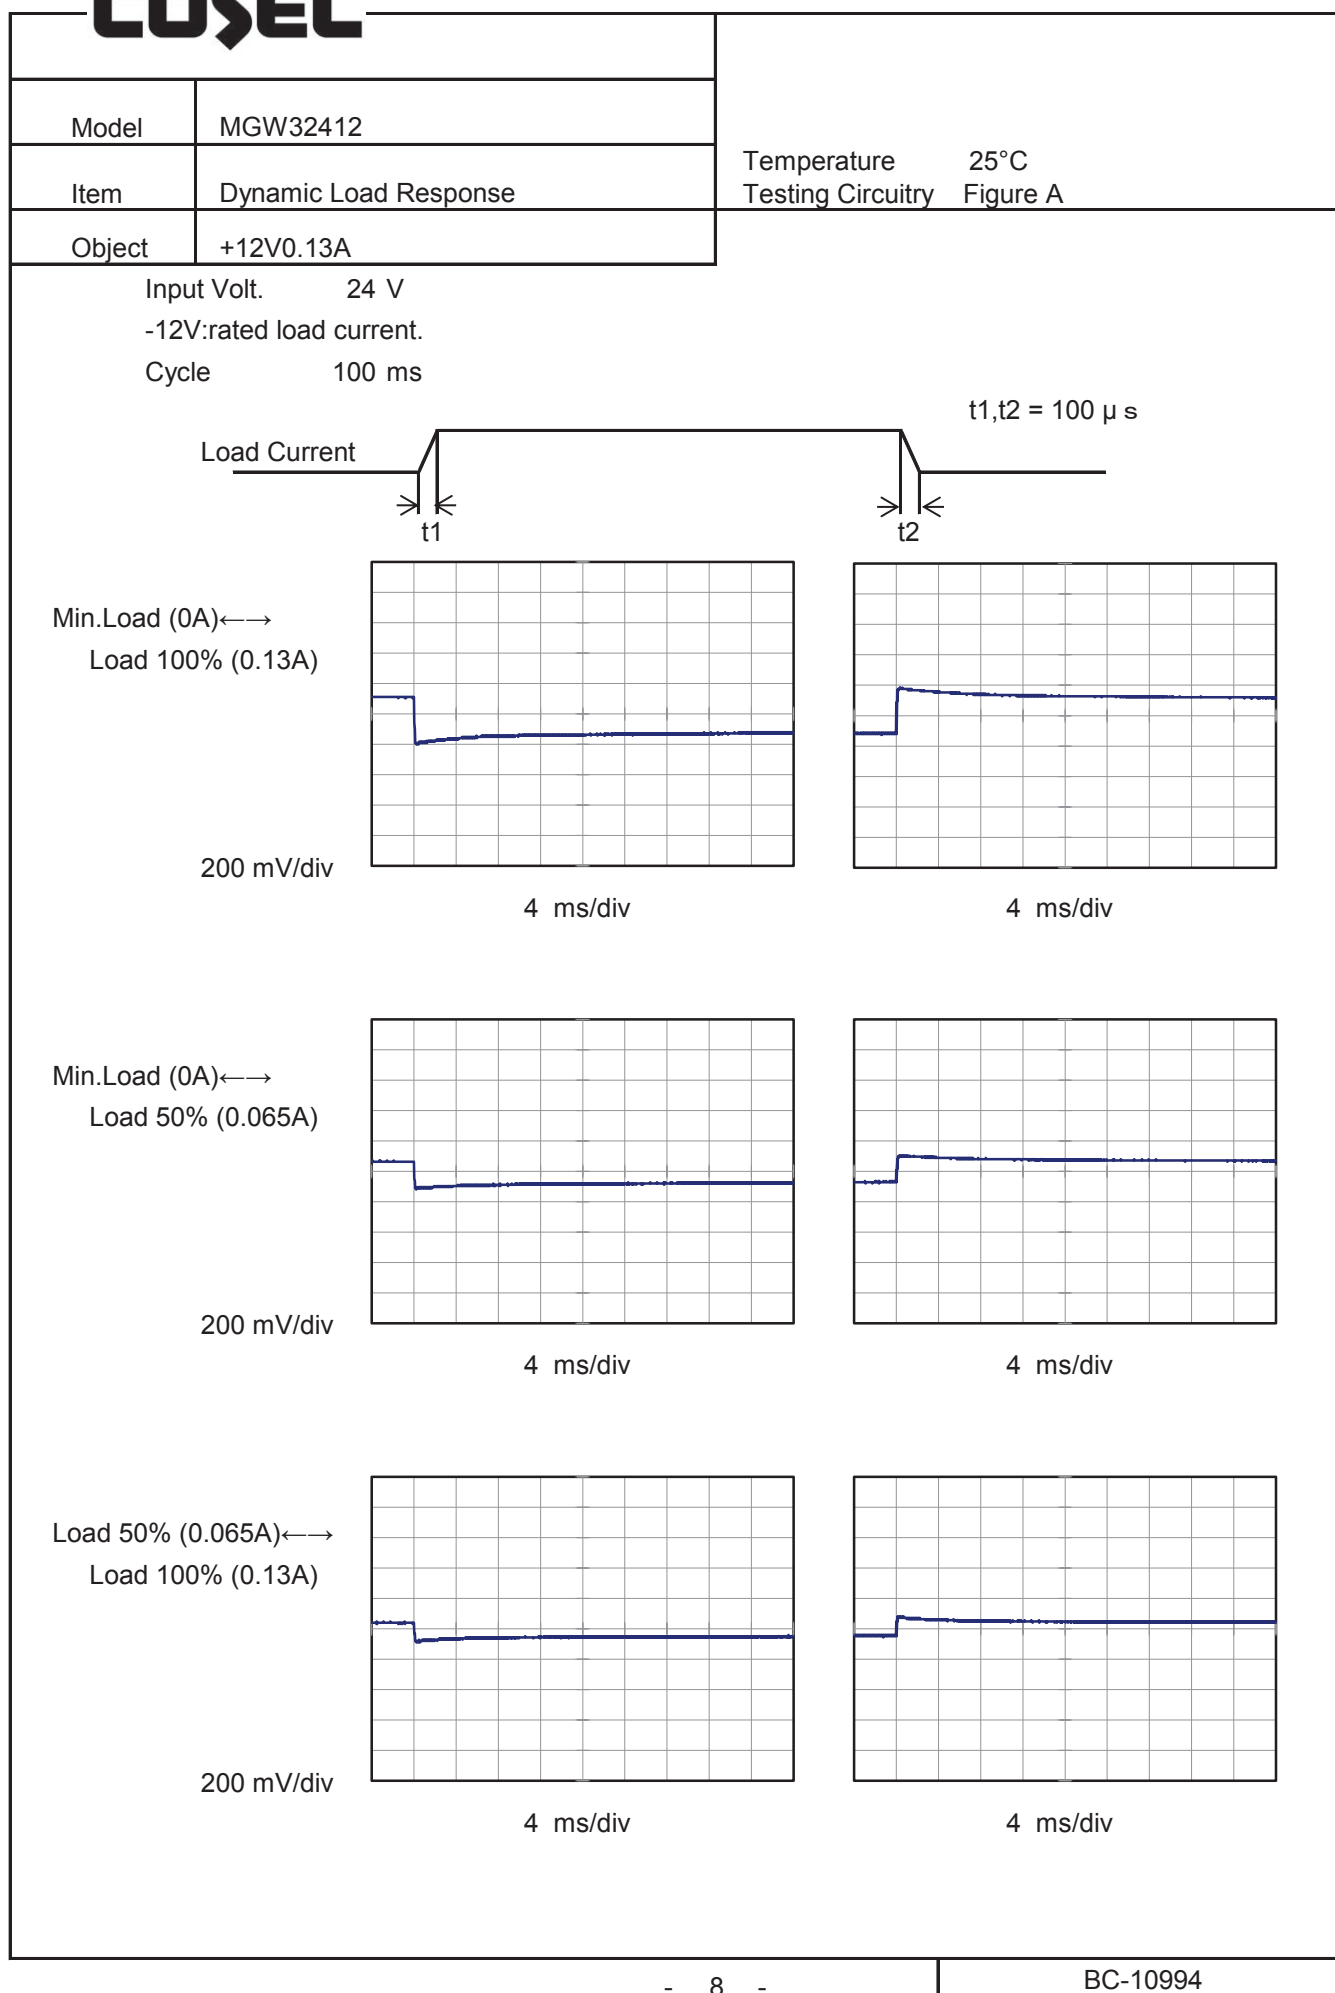 COSEL
Model MGW32412
Item Dynamic Load Response
Temperature 25°C
Testing Circuitry Figure A
Object +12V0.13A
Input Volt. 24 V
-12V:rated load current.
Cycle 100 ms
t1,t2 = 100 μ s
Load Current
t1 t2
Min.Load (0A)←→
Load 100% (0.13A)
200 mV/div
4 ms/div 4 ms/div
Min.Load (0A)←→
Load 50% (0.065A)
200 mV/div
4 ms/div 4 ms/div
Load 50% (0.065A)←→
Load 100% (0.13A)
200 mV/div
4 ms/div 4 ms/div
- 8 -
BC-10994